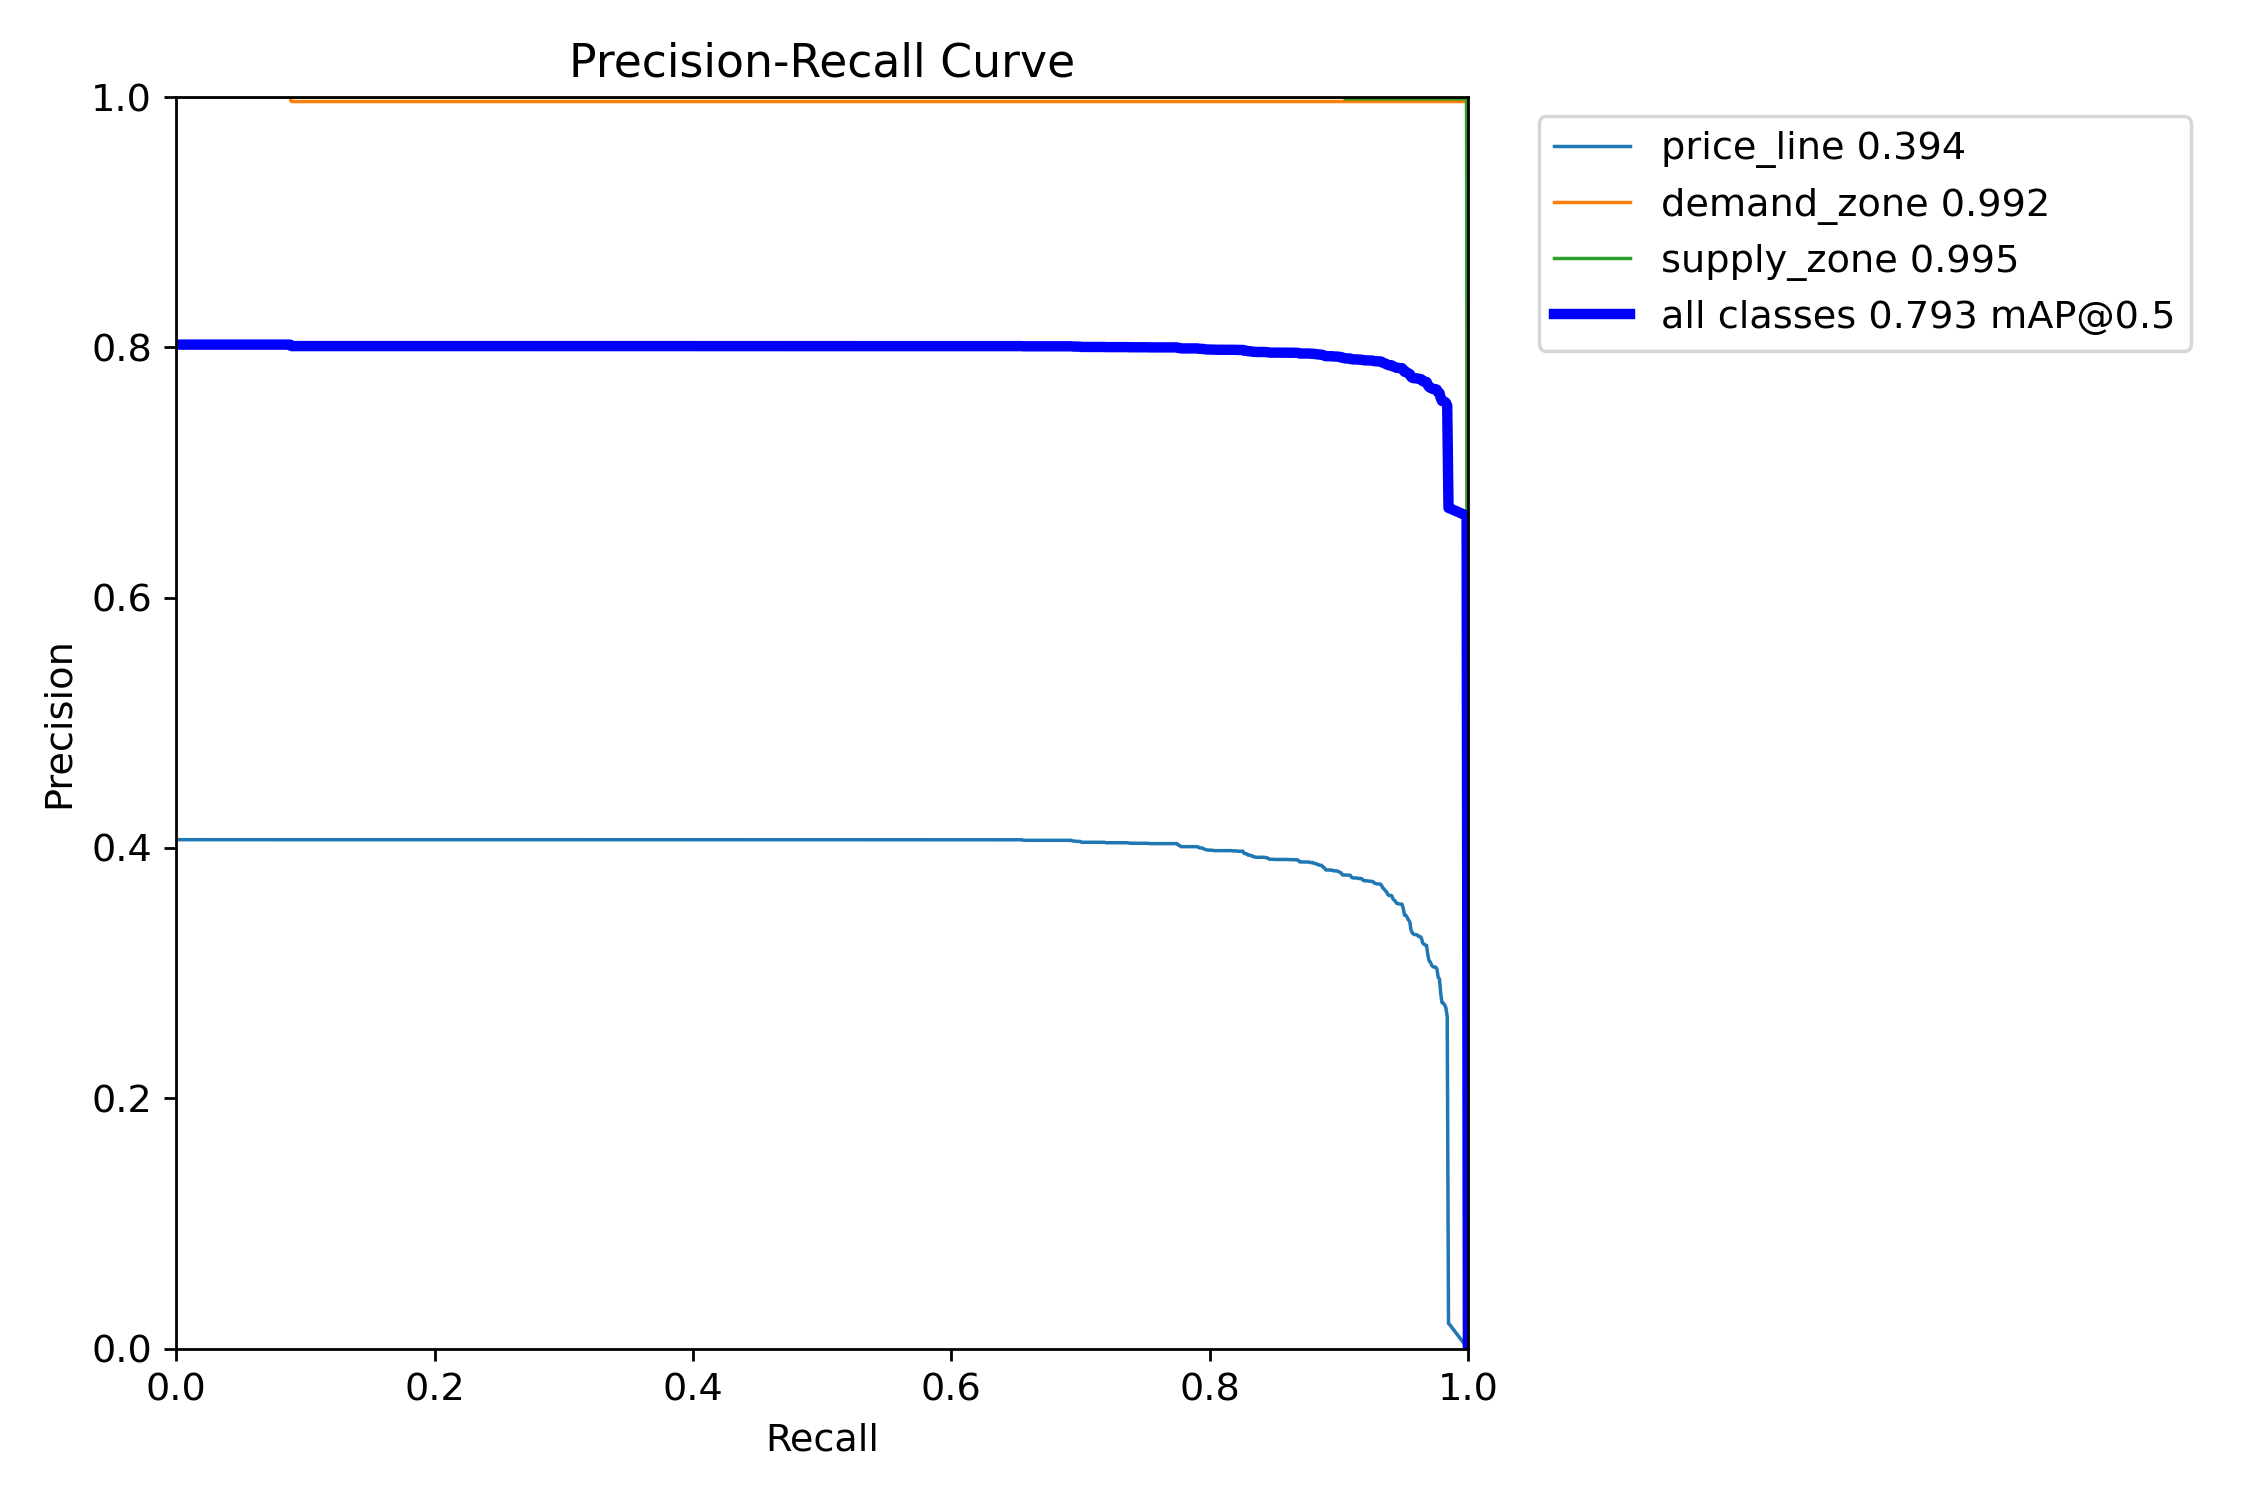 Precision-Recall Curve
1.0
0.8
0.6
0.4
0.2
0.0
Precision
0.0 0.2 0.4 0.6 0.8 1.0
Recall
price_line 0.394
demand_zone 0.992
supply_zone 0.995
all classes 0.793 mAP@0.5